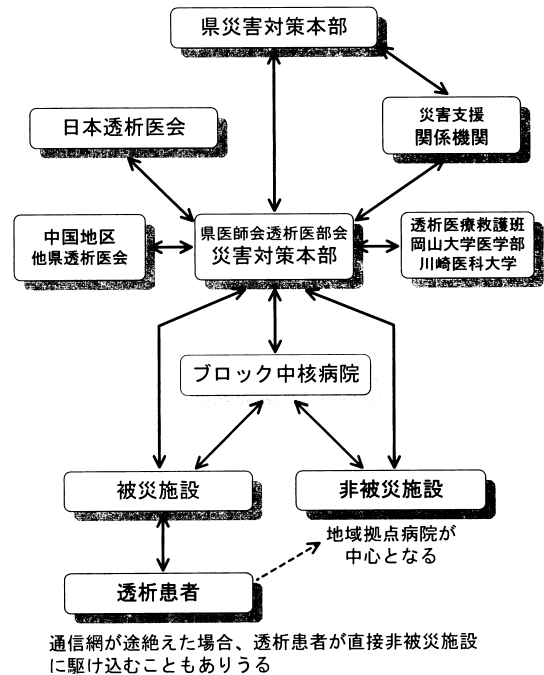 県災害対策本部
日本透析医会
災害支援
関係機関
中国地区
他県透析医会
県医師会透析医部会
災害対策本部
透析医療救護班
岡山大学医学部
川崎医科大学
ブロック中核病院
被災施設
非被災施設
地域拠点病院が
中心となる
透析患者
通信網が途絶えた場合、透析患者が直接非被災施設
に駆け込むこともありうる